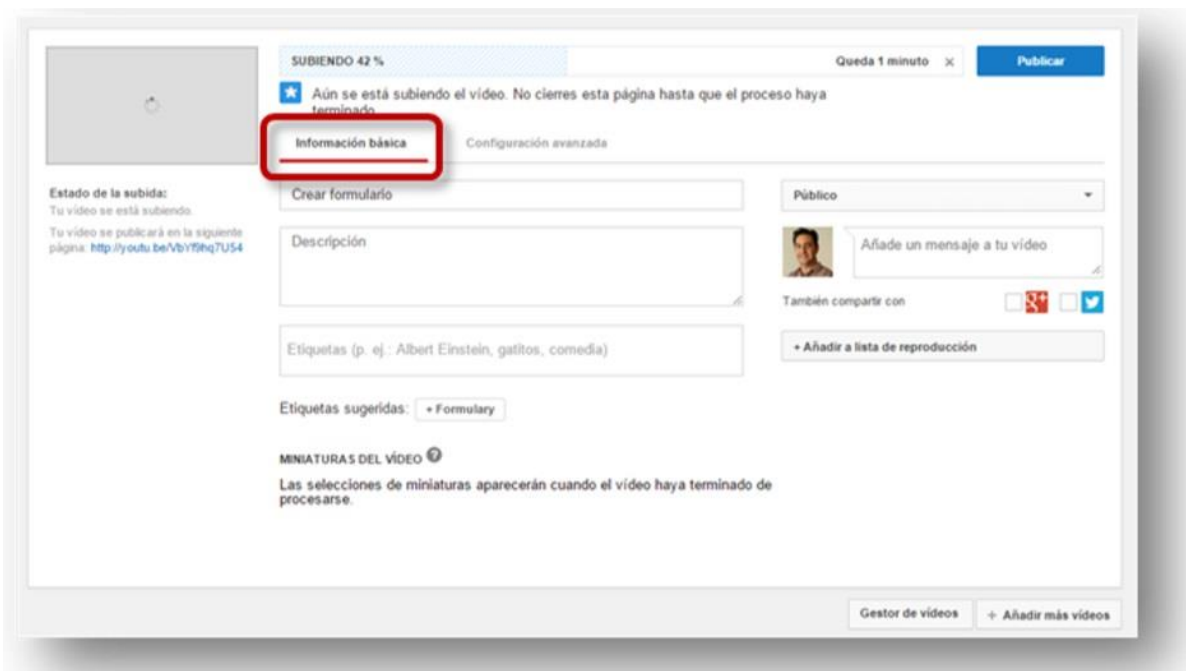 SUBIENDO 42 %
Queda 1 minuto
Publicar
Aún se está subiendo el vídeo. No cierres esta página hasta que el proceso haya
terminado.
Información básica
Configuración avanzada
Estado de la subida:
Tu vídeo se está subiendo.
Tu vídeo se publicará en la siguiente
página: http://youtu.be/
Crear formulario
Descripción
Etiquetas (p. ej.: Albert Einstein, gatitos, comedia)
Etiquetas sugeridas: + Formulary
MINIATURAS DEL VÍDEO
Las selecciones de miniaturas aparecerán cuando el vídeo haya terminado de
procesarse.
Público
Añade un mensaje a tu vídeo
También compartir con
g+
+ Añadir a lista de reproducción
Gestor de vídeos
+ Añadir más vídeos